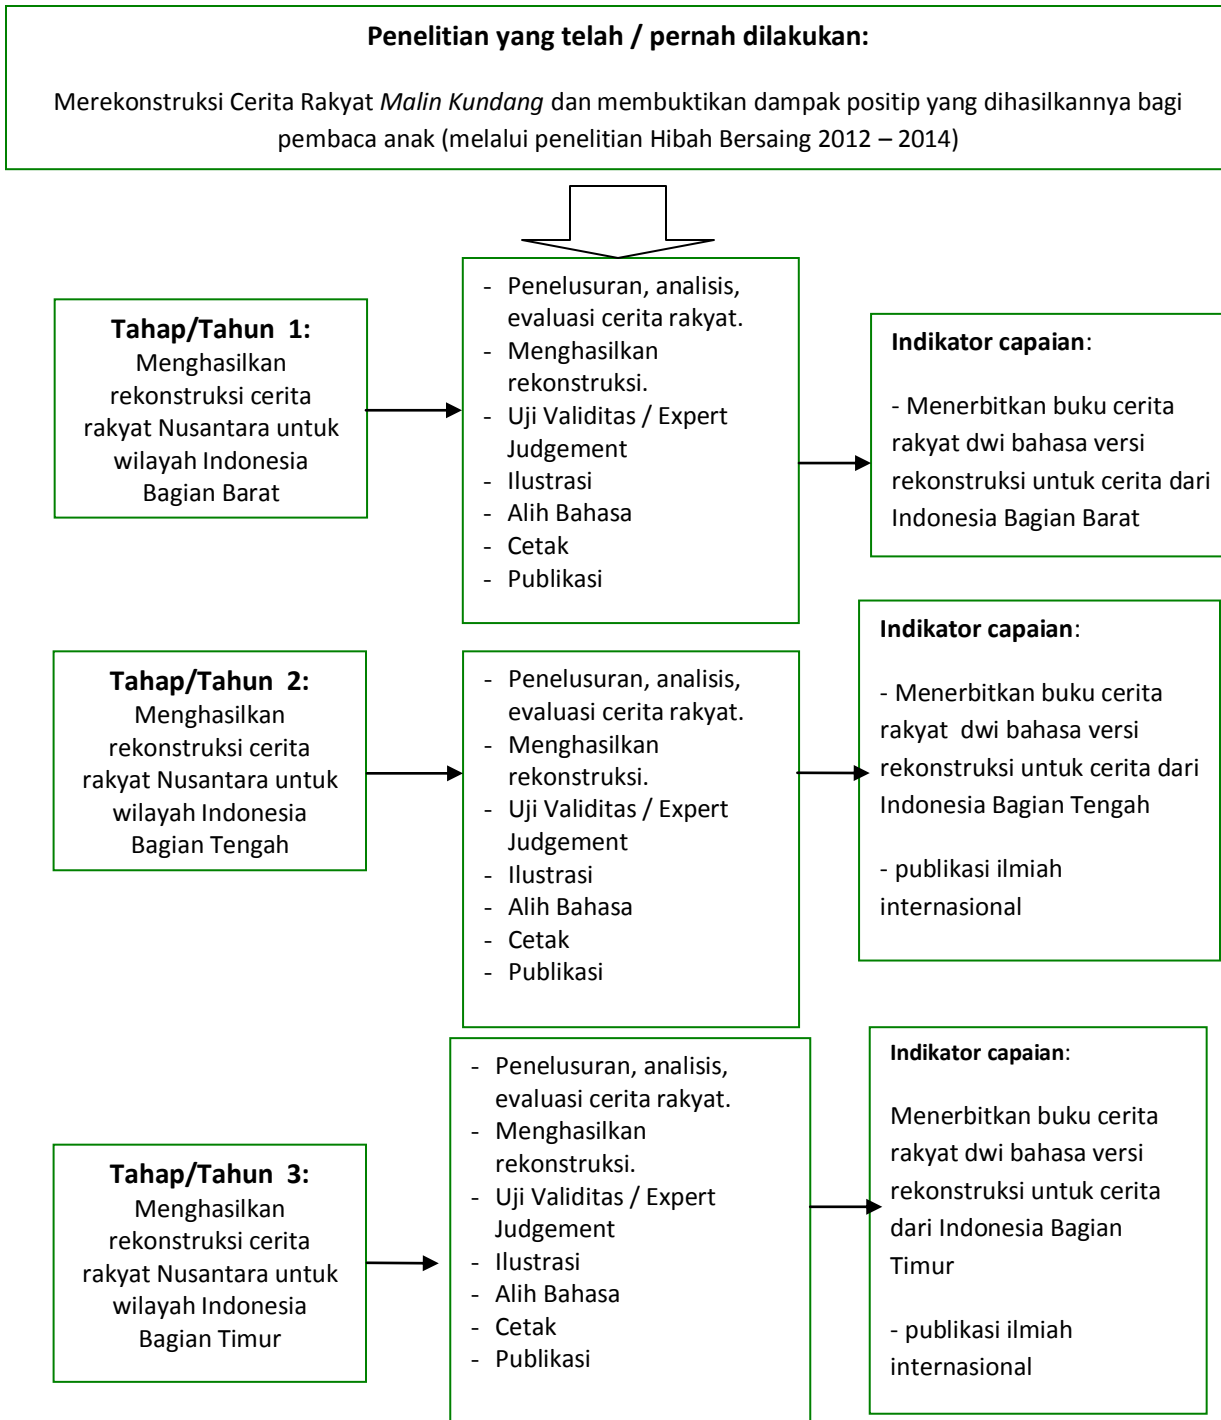 Penelitian yang telah / pernah dilakukan:
Merekonstruksi Cerita Rakyat Malin Kundang dan membuktikan dampak positip yang dihasilkannya bagi
pembaca anak (melalui penelitian Hibah Bersaing 2012 – 2014)
Tahap/Tahun 1:
Menghasilkan
rekonstruksi cerita
rakyat Nusantara untuk
wilayah Indonesia
Bagian Barat
- Penelusuran, analisis,
evaluasi cerita rakyat.
- Menghasilkan
rekonstruksi.
- Uji Validitas / Expert
Judgement
- Ilustrasi
- Alih Bahasa
- Cetak
- Publikasi
Indikator capaian:
- Menerbitkan buku cerita
rakyat dwi bahasa versi
rekonstruksi untuk cerita dari
Indonesia Bagian Barat
Tahap/Tahun 2:
Menghasilkan
rekonstruksi cerita
rakyat Nusantara untuk
wilayah Indonesia
Bagian Tengah
- Penelusuran, analisis,
evaluasi cerita rakyat.
- Menghasilkan
rekonstruksi.
- Uji Validitas / Expert
Judgement
- Ilustrasi
- Alih Bahasa
- Cetak
- Publikasi
Indikator capaian:
- Menerbitkan buku cerita
rakyat dwi bahasa versi
rekonstruksi untuk cerita dari
Indonesia Bagian Tengah
- publikasi ilmiah
internasional
Tahap/Tahun 3:
Menghasilkan
rekonstruksi cerita
rakyat Nusantara untuk
wilayah Indonesia
Bagian Timur
- Penelusuran, analisis,
evaluasi cerita rakyat.
- Menghasilkan
rekonstruksi.
- Uji Validitas / Expert
Judgement
- Ilustrasi
- Alih Bahasa
- Cetak
- Publikasi
Indikator capaian:
Menerbitkan buku cerita
rakyat dwi bahasa versi
rekonstruksi untuk cerita
dari Indonesia Bagian
Timur
- publikasi ilmiah
internasional